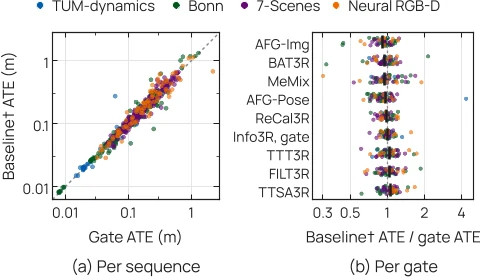 TUM-dynamics Bonn 7-Scenes Neural RGB-D
Baseline† ATE (m)
1
0.1
0.01
0.01 0.1 1
Gate ATE (m)
(a) Per sequence
AFG-Img
BAT3R
MeMix
AFG-Pose
ReCal3R
Info3R, gate
TTT3R
FILT3R
TTSA3R
0.3 0.5 1 2 4
Baseline† ATE / gate ATE
(b) Per gate